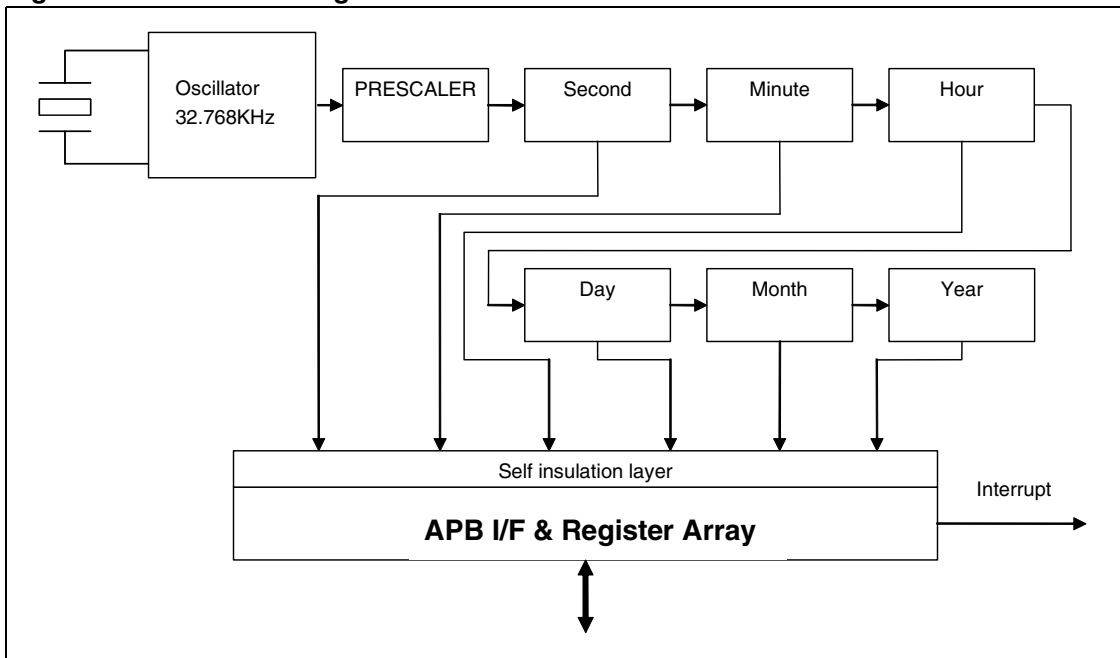 Oscillator
32.768KHz
PRESCALER
Second
Minute
Hour
Day
Month
Year
Self insulation layer
APB I/F & Register Array
Interrupt